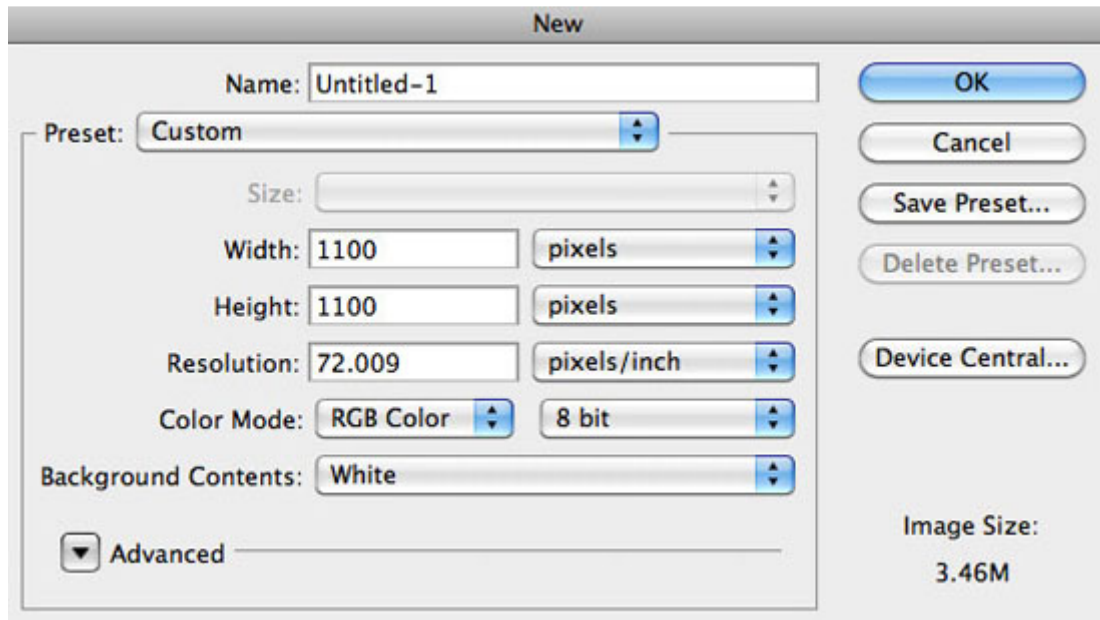 New
Name: Untitled-1
OK
Preset: Custom
Cancel
Size:
Save Preset...
Width: 1100 pixels
Delete Preset...
Height: 1100 pixels
Resolution: 72.009 pixels/inch
Device Central...
Color Mode: RGB Color 8 bit
Background Contents: White
Advanced
Image Size:
3.46M